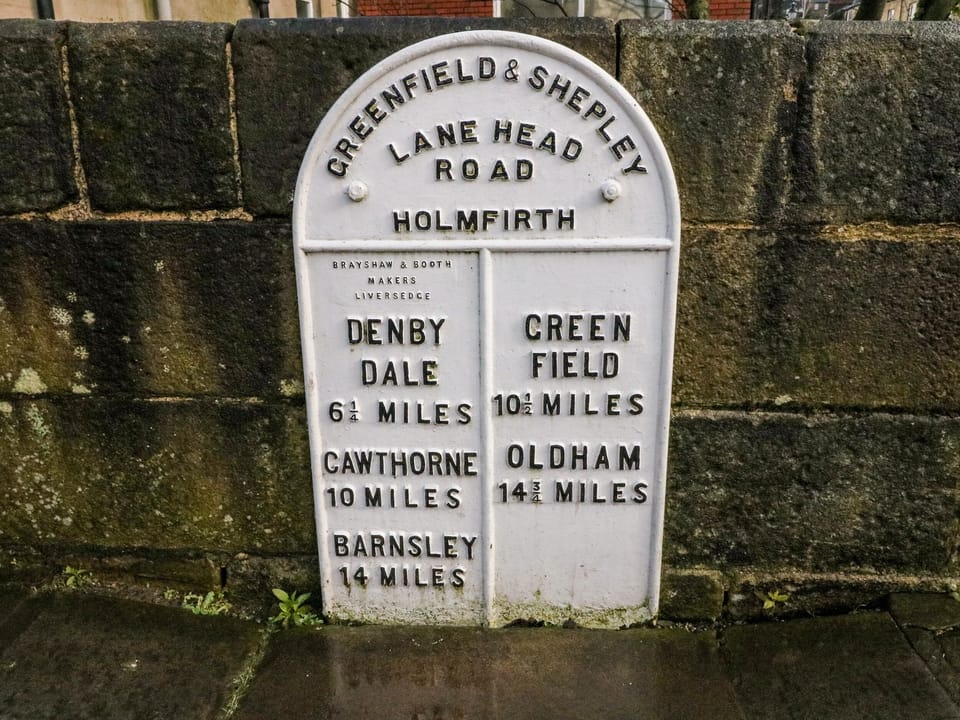 GREENFIELD & SHEPLEY
LANE HEAD
ROAD
HOLMFIRTH
BRAYSHAW & BOOTH
MAKERS
LIVERSEDGE
DENBY
DALE
6¼ MILES
CAWTHORNE
10 MILES
BARNSLEY
14 MILES
GREEN
FIELD
10½ MILES
OLDHAM
14¾ MILES